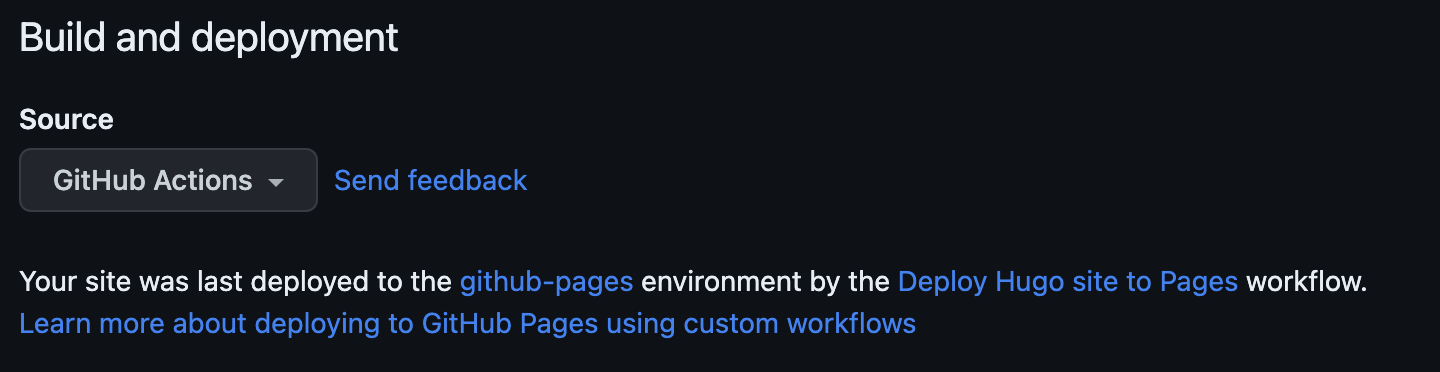 Build and deployment
Source
GitHub Actions Send feedback
Your site was last deployed to the github-pages environment by the Deploy Hugo site to Pages workflow.
Learn more about deploying to GitHub Pages using custom workflows